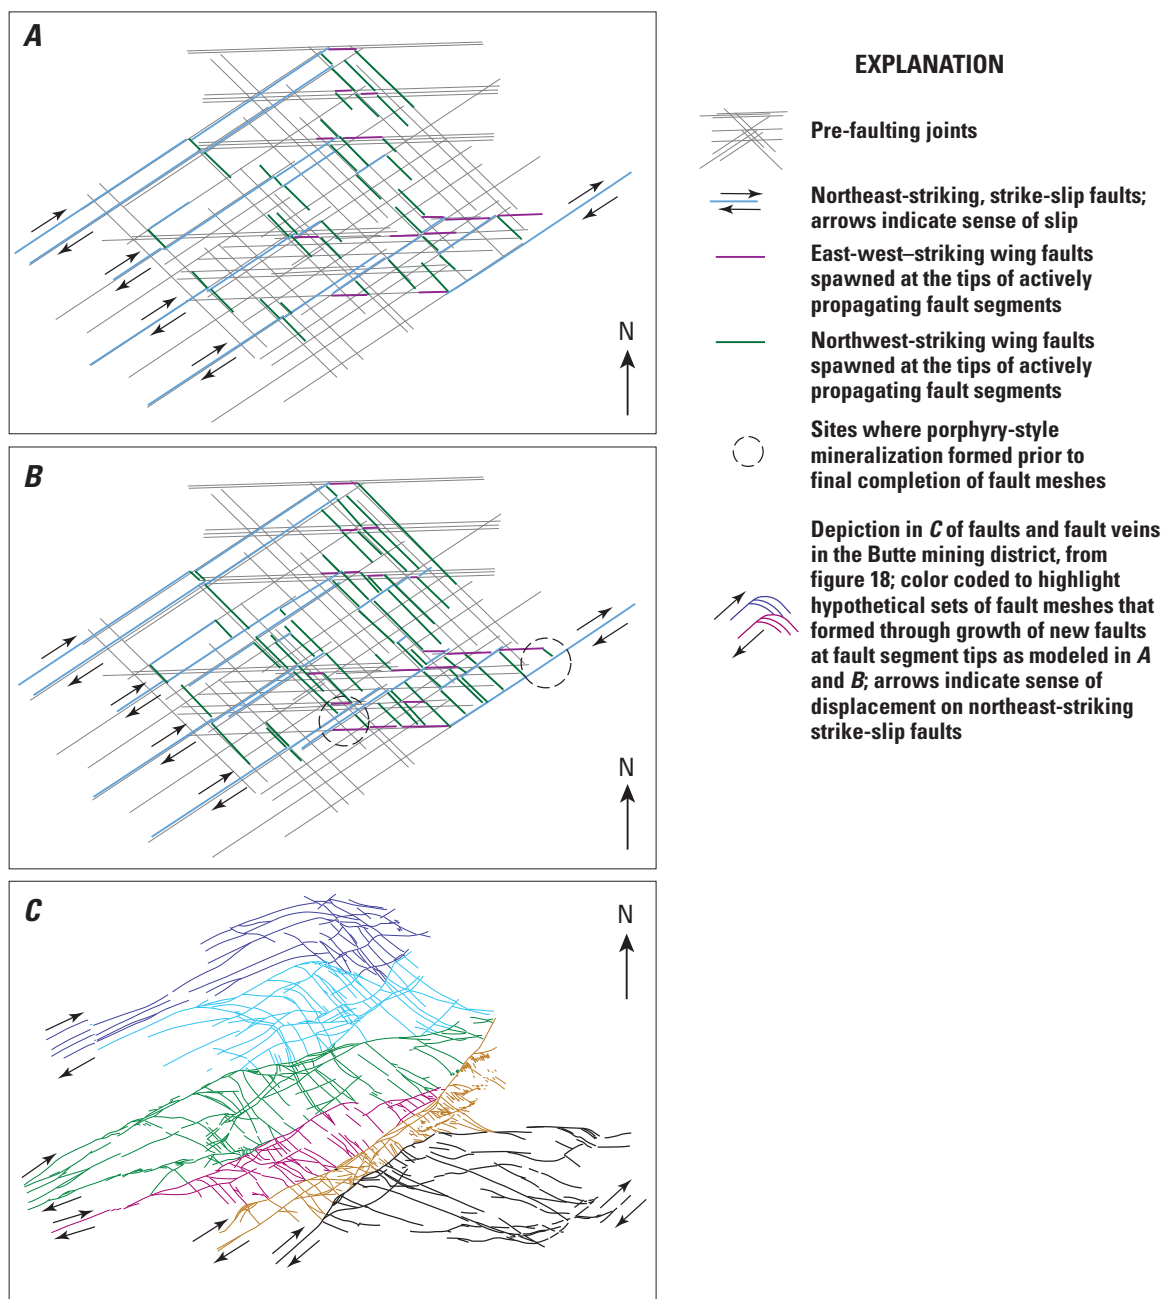 A
N
B
N
C
N
EXPLANATION
Pre-faulting joints
Northeast-striking, strike-slip faults;
arrows indicate sense of slip
East-west–striking wing faults
spawned at the tips of actively
propagating fault segments
Northwest-striking wing faults
spawned at the tips of actively
propagating fault segments
Sites where porphyry-style
mineralization formed prior to
final completion of fault meshes
Depiction in C of faults and fault veins
in the Butte mining district, from
figure 18; color coded to highlight
hypothetical sets of fault meshes that
formed through growth of new faults
at fault segment tips as modeled in A
and B; arrows indicate sense of
displacement on northeast-striking
strike-slip faults